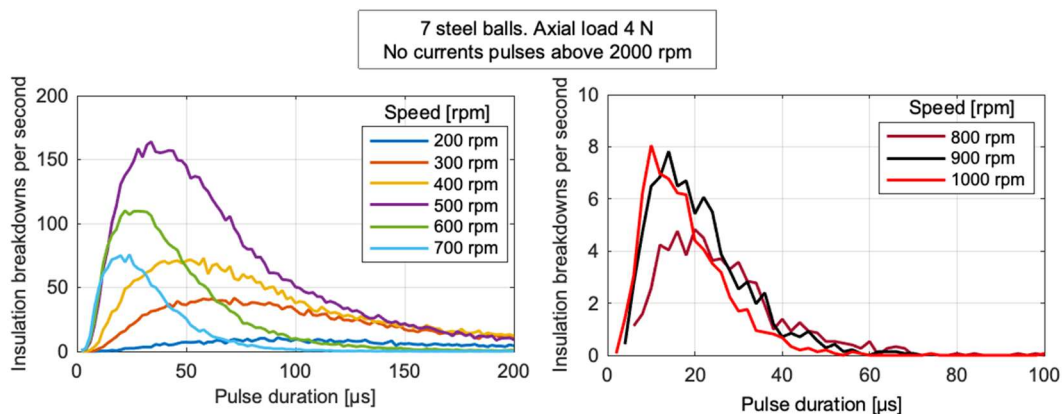 7 steel balls. Axial load 4 N
No currents pulses above 2000 rpm
Insulation breakdowns per second
200
150
100
50
0
0
50
100
150
200
Pulse duration [µs]
Speed [rpm]
200 rpm
300 rpm
400 rpm
500 rpm
600 rpm
700 rpm
Insulation breakdowns per second
10
8
6
4
2
0
0
20
40
60
80
100
Pulse duration [µs]
Speed [rpm]
800 rpm
900 rpm
1000 rpm